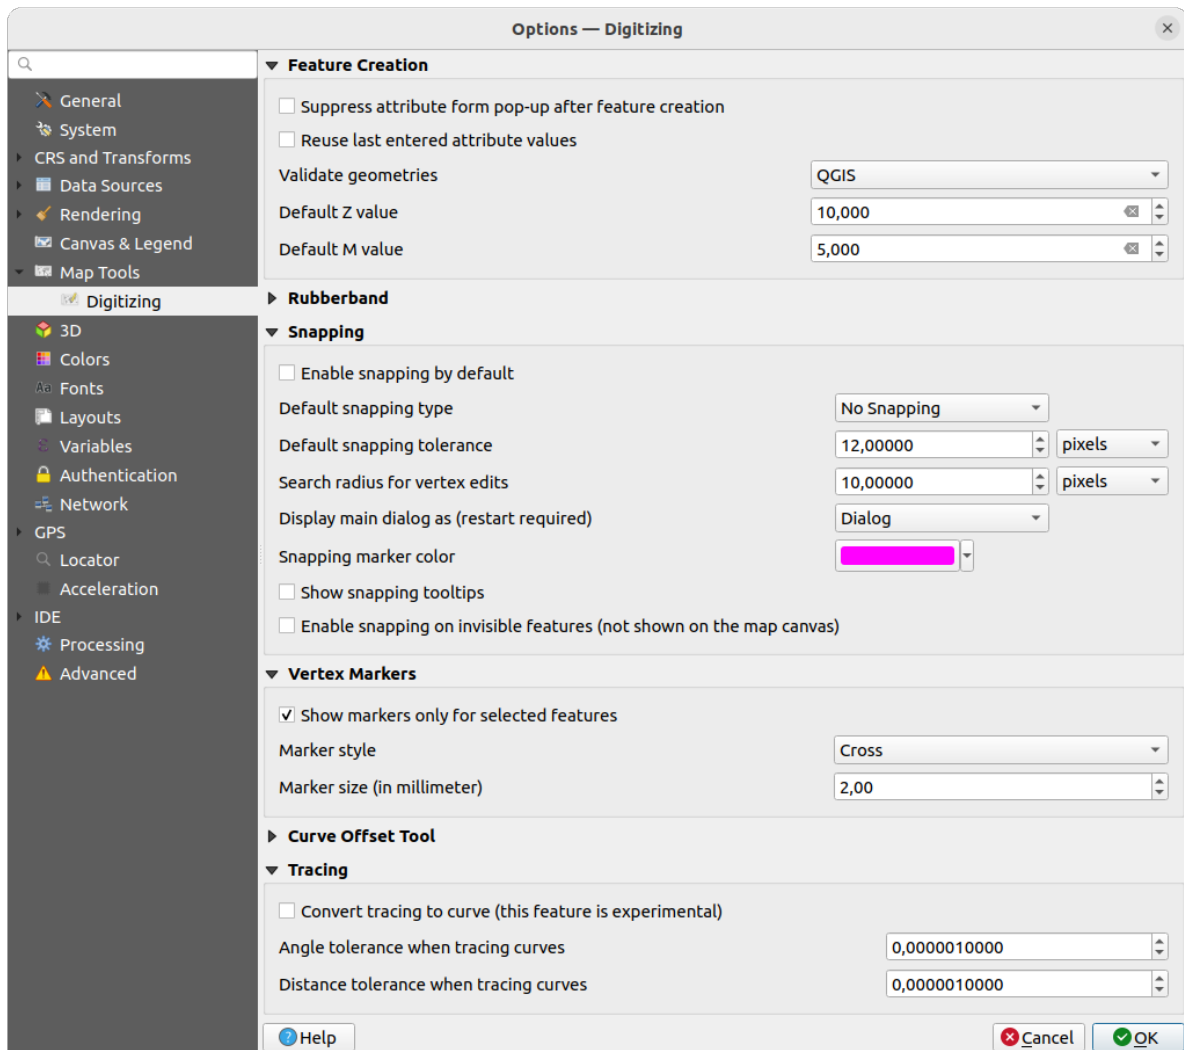 Options — Digitizing
General
System
CRS and Transforms
Data Sources
Rendering
Canvas & Legend
Map Tools
Digitizing
3D
Colors
Aa Fonts
Layouts
ε Variables
Authentication
Network
GPS
Locator
Acceleration
IDE
Processing
Advanced
Feature Creation
Suppress attribute form pop-up after feature creation
Reuse last entered attribute values
Validate geometries QGIS
Default Z value 10,000
Default M value 5,000
Rubberband
Snapping
Enable snapping by default
Default snapping type No Snapping
Default snapping tolerance 12,00000 pixels
Search radius for vertex edits 10,00000 pixels
Display main dialog as (restart required) Dialog
Snapping marker color
Show snapping tooltips
Enable snapping on invisible features (not shown on the map canvas)
Vertex Markers
Show markers only for selected features
Marker style Cross
Marker size (in millimeter) 2,00
Curve Offset Tool
Tracing
Convert tracing to curve (this feature is experimental)
Angle tolerance when tracing curves 0,0000010000
Distance tolerance when tracing curves 0,0000010000
Help Cancel OK